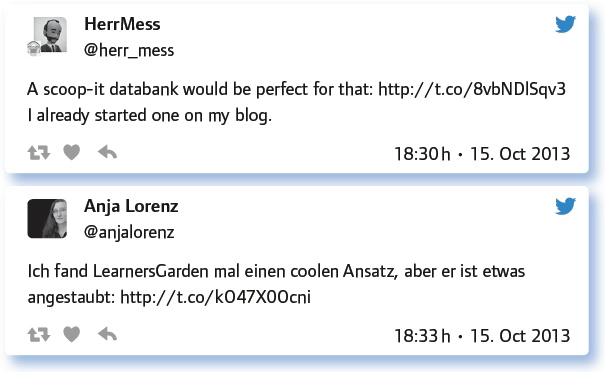 HerrMess
@herr_mess
A scoop-it databank would be perfect for that: http://t.co/8vbNDlSqv3
I already started one on my blog.
18:30 h • 15. Oct 2013
Anja Lorenz
@anjalorenz
Ich fand LearnersGarden mal einen coolen Ansatz, aber er ist etwas
angestaubt: http://t.co/kO47X0Ocni
18:33 h • 15. Oct 2013